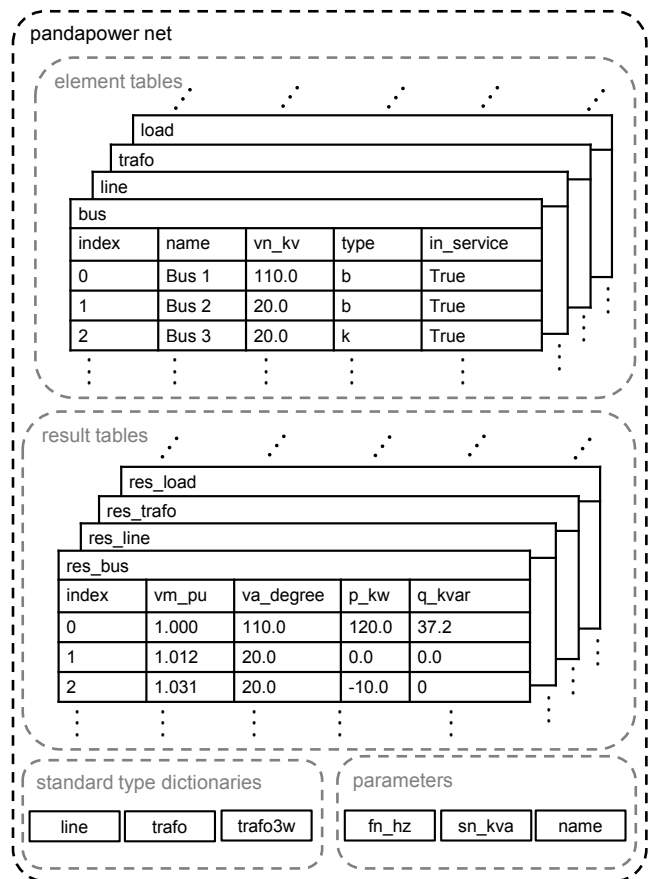 pandapower net
element tables
load
trafo
line
bus
index name vn_kv type in_service
0 Bus 1 110.0 b True
1 Bus 2 20.0 b True
2 Bus 3 20.0 k True
result tables
res_load
res_trafo
res_line
res_bus
index vm_pu va_degree p_kw q_kvar
0 1.000 110.0 120.0 37.2
1 1.012 20.0 0.0 0.0
2 1.031 20.0 -10.0 0
standard type dictionaries
line trafo trafo3w
parameters
fn_hz sn_kva name